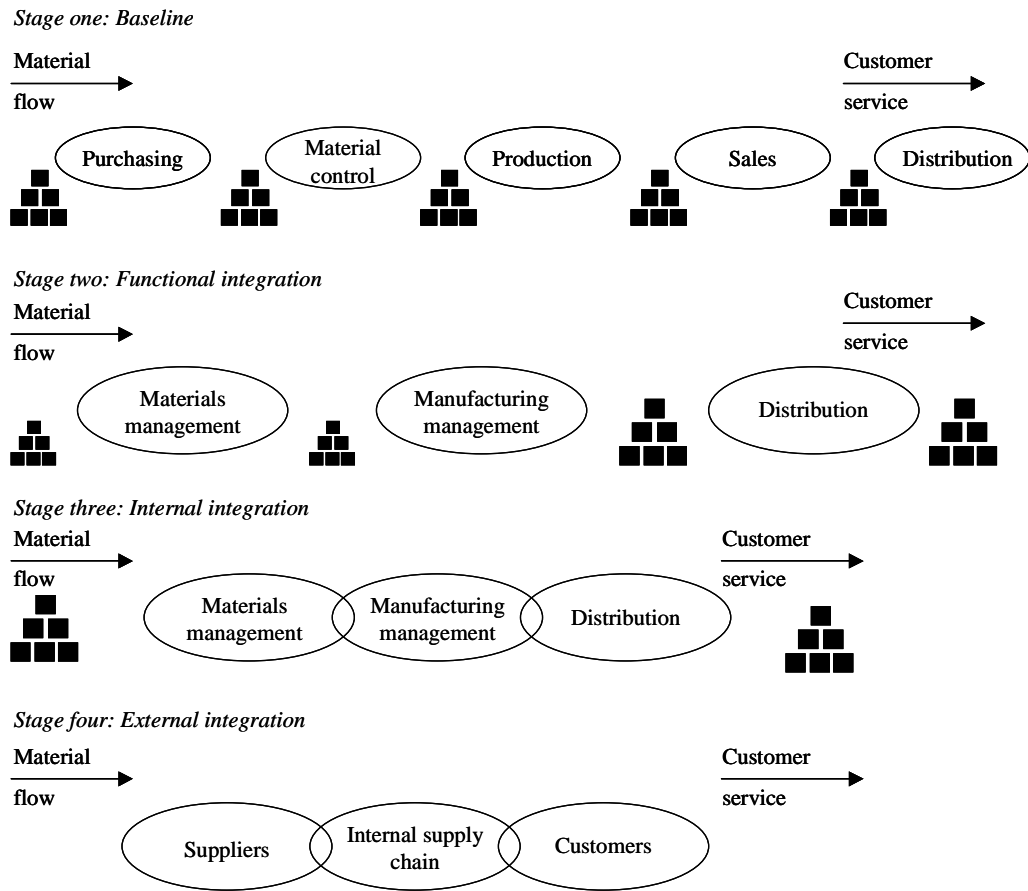 Stage one: Baseline
Material
flow
Customer
service
Purchasing
Material
control
Production
Sales
Distribution
Stage two: Functional integration
Material
flow
Customer
service
Materials
management
Manufacturing
management
Distribution
Stage three: Internal integration
Material
flow
Customer
service
Materials
management
Manufacturing
management
Distribution
Stage four: External integration
Material
flow
Customer
service
Suppliers
Internal supply
chain
Customers